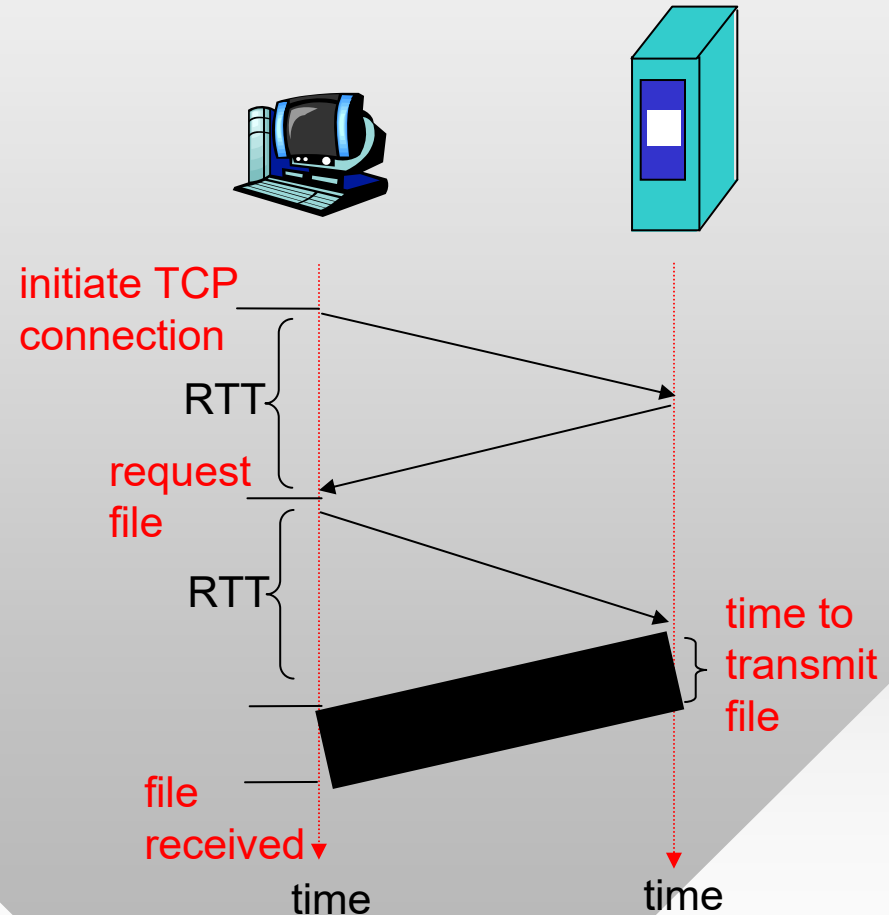 initiate TCP
connection
RTT
request
file
RTT
time to
transmit
file
file
received
time
time